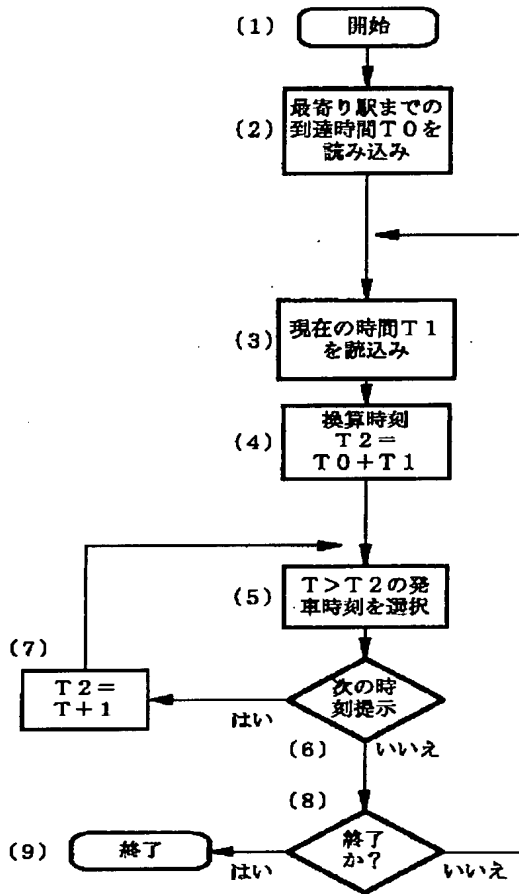 (1)
開始
(2)
最寄り駅までの
到達時間T0を
読み込み
(3)
現在の時間T1
を読込み
(4)
換算時刻
T2=
T0+T1
(5)
T>T2の発
車時刻を選択
(7)
T2=
T+1
はい
次の時
刻提示
(6)
いいえ
(8)
(9)
終了
はい
終了
か?
いいえ